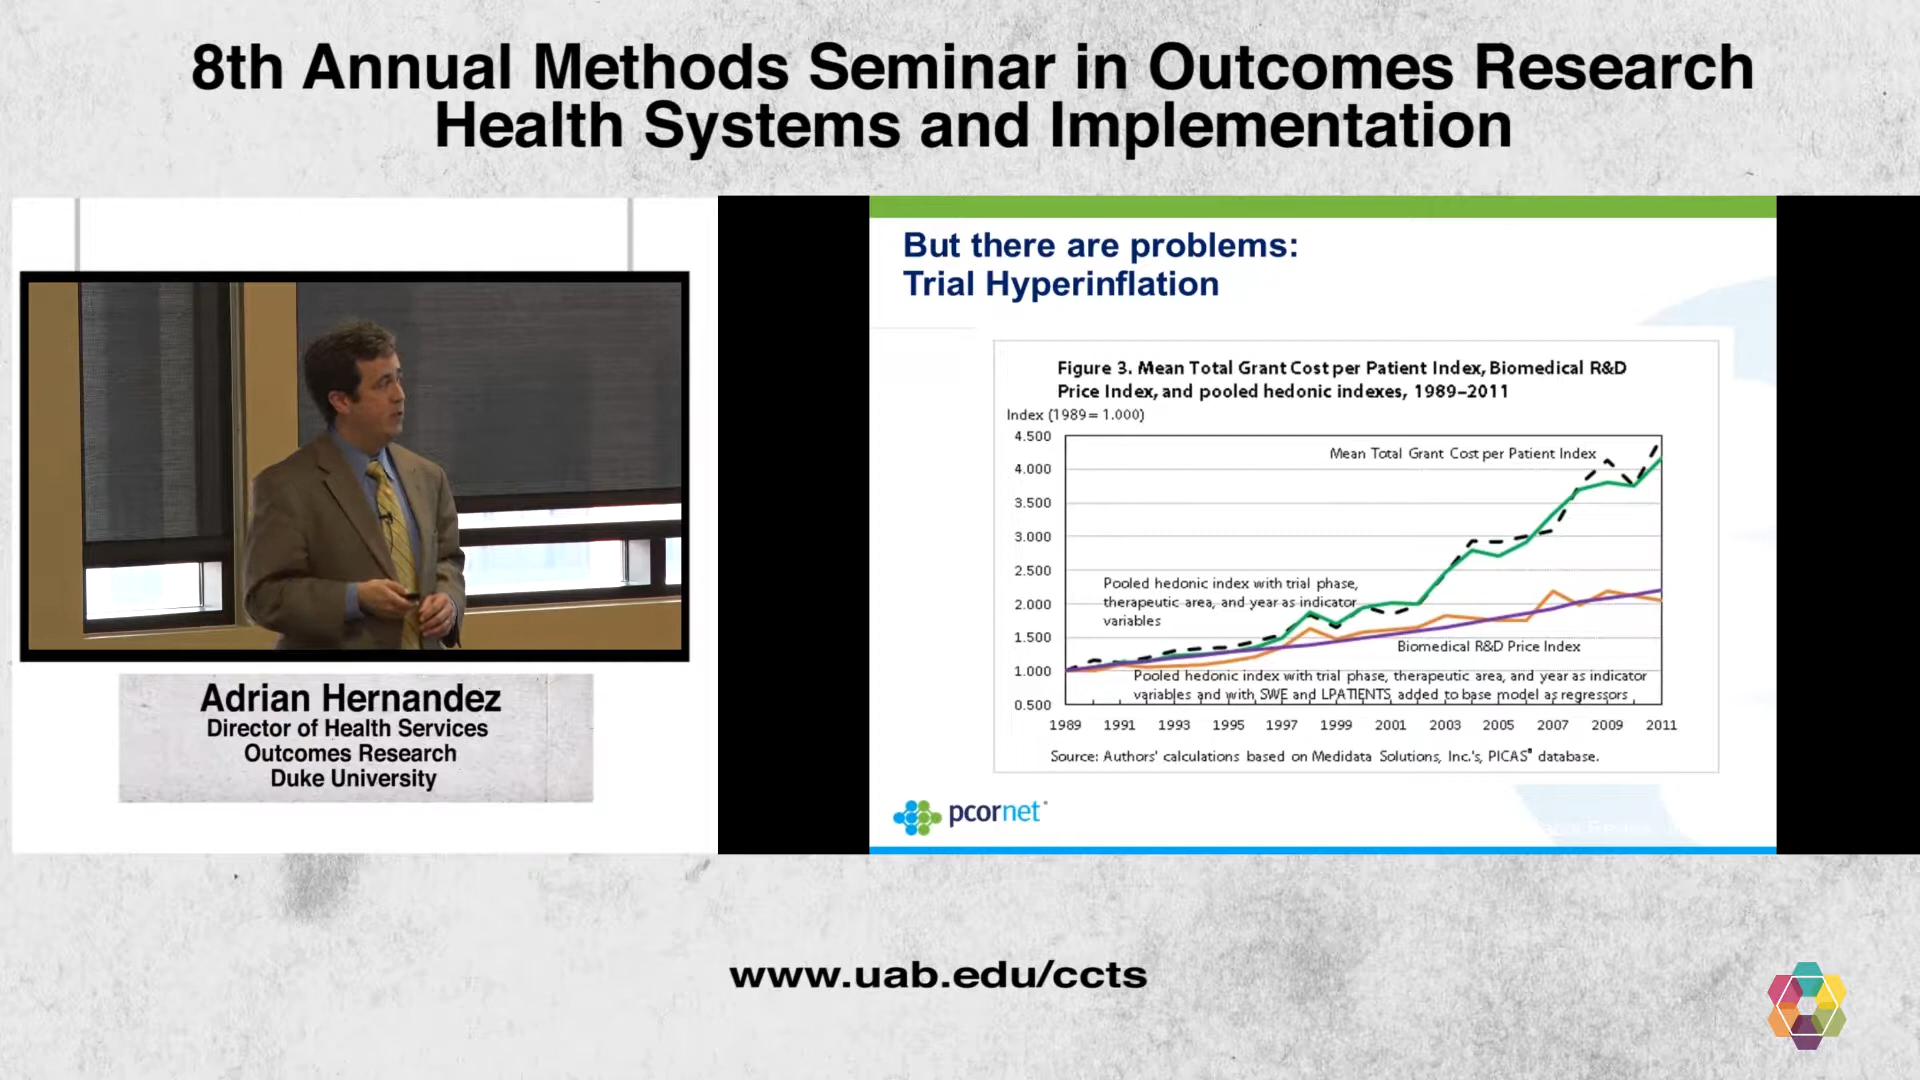 8th Annual Methods Seminar in Outcomes Research
Health Systems and Implementation
Adrian Hernandez
Director of Health Services
Outcomes Research
Duke University
But there are problems:
Trial Hyperinflation
Figure 3. Mean Total Grant Cost per Patient Index, Biomedical R&D
Price Index, and pooled hedonic indexes, 1989–2011
Index (1989= 1.000)
4.500
4.000
3.500
3.000
2.500
2.000
1.500
1.000
0.500
Mean Total Grant Cost per Patient Index
Pooled hedonic index with trial phase,
therapeutic area, and year as indicator
variables
Biomedical R&D Price Index
Pooled hedonic index with trial phase, therapeutic area, and year as indicator
variables and with SWE and LPATIENTS added to base model as regressors
1989 1991 1993 1995 1997 1999 2001 2003 2005 2007 2009 2011
Source: Authors' calculations based on Medidata Solutions, Inc.'s, PICAS® database.
pcornet
www.uab.edu/ccts